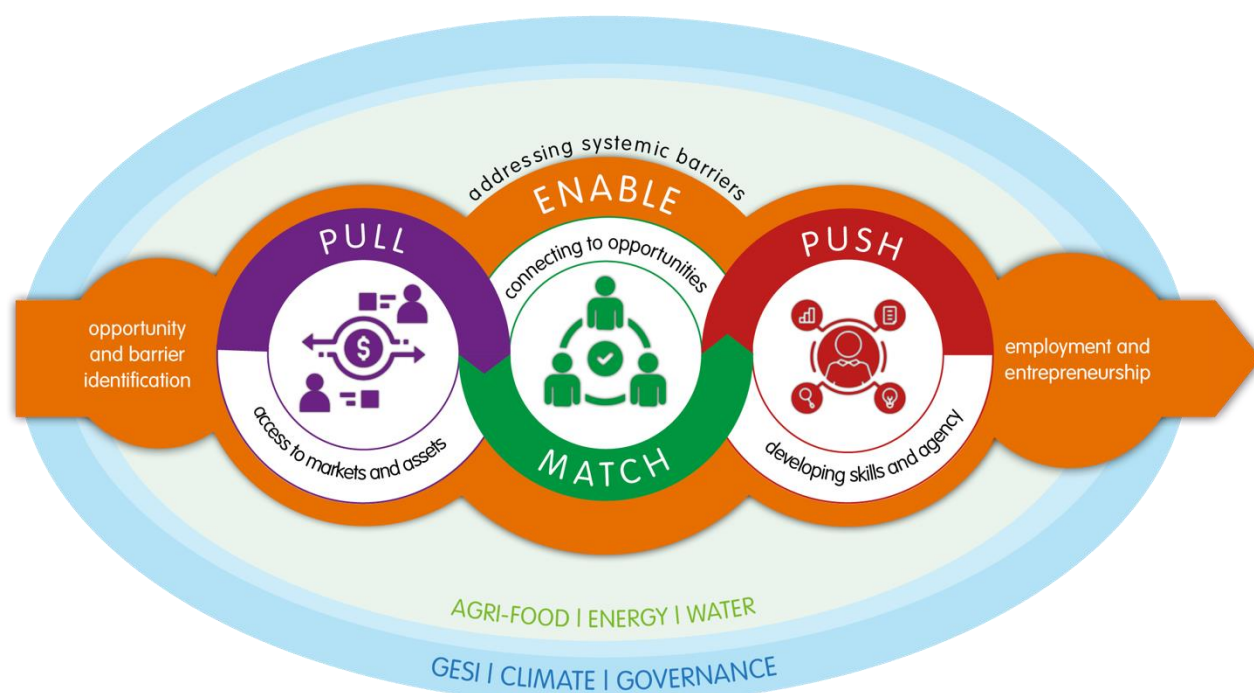 addressing systemic barriers
ENABLE
PULL
connecting to opportunities
PUSH
opportunity
and barrier
identification
$
employment and
entrepreneurship
access to markets and assets
MATCH
developing skills and agency
AGRI-FOOD | ENERGY | WATER
GESI | CLIMATE | GOVERNANCE